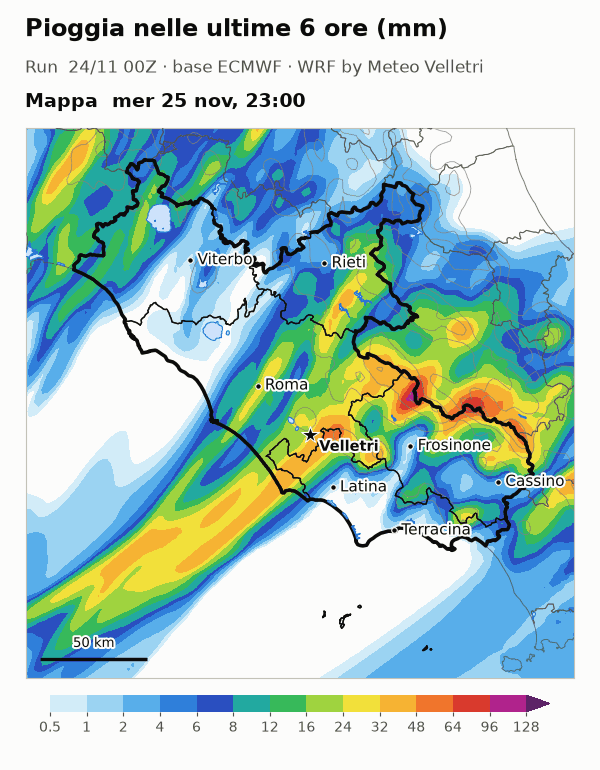 Pioggia nelle ultime 6 ore (mm)
Run 24/11 00Z · base ECMWF · WRF by Meteo Velletri
Mappa mer 25 nov, 23:00
Viterbo
Rieti
Roma
Velletri
Frosinone
Cassino
Latina
Terracina
50 km
0.5 1 2 4 6 8 12 16 24 32 48 64 96 128